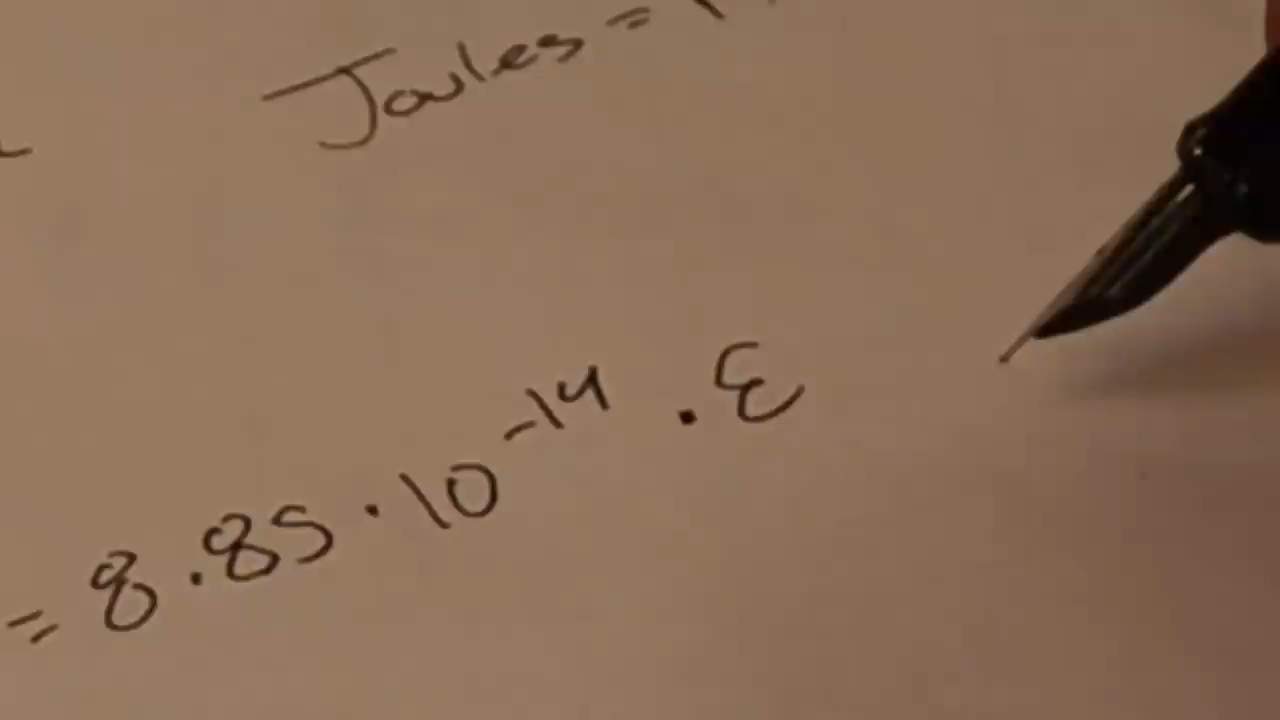 Joules =
= 8.85 · 10⁻¹⁴ · ε